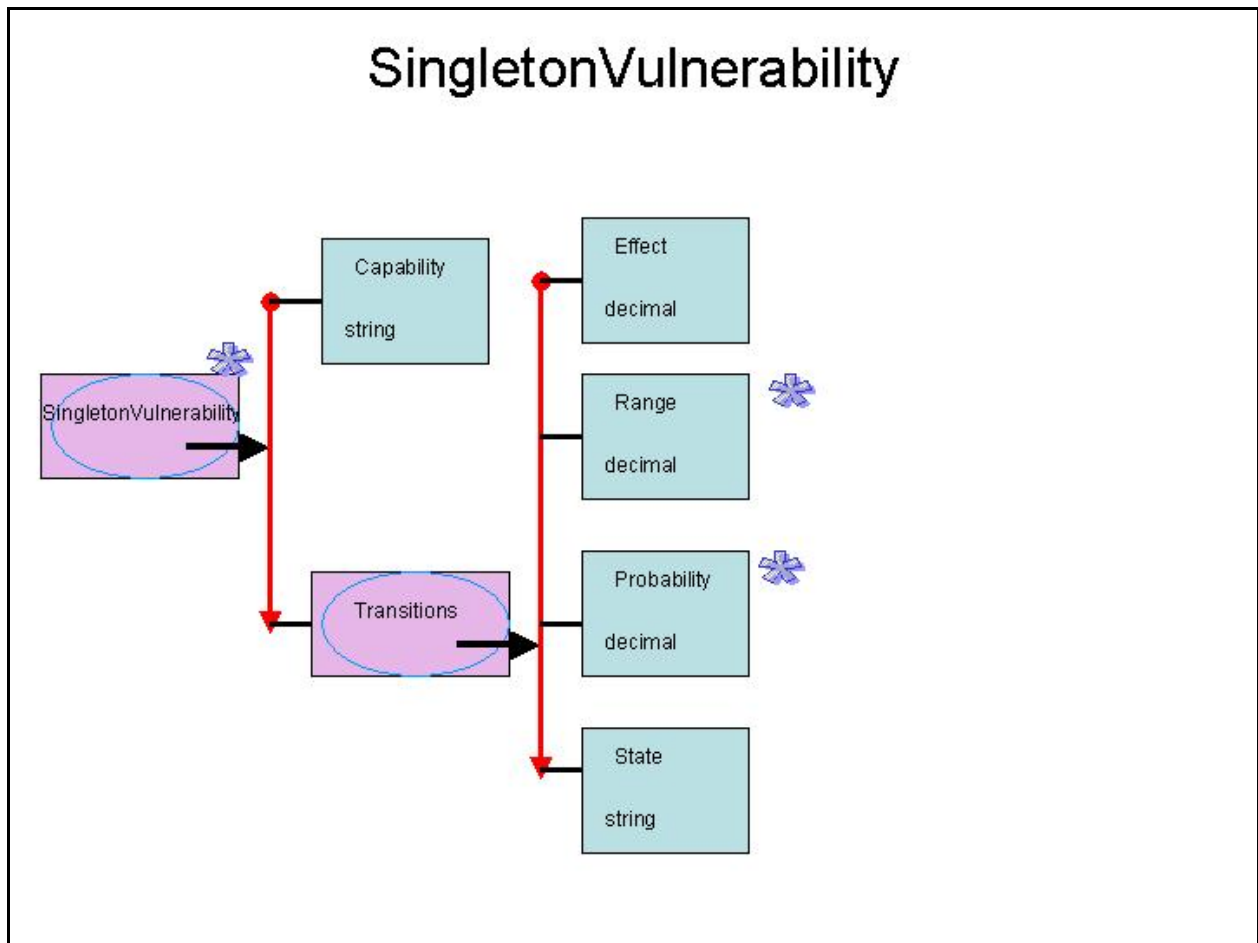 SingletonVulnerability
Capability
string
SingletonVulnerability
Transitions
Effect
decimal
Range
decimal
Probability
decimal
State
string